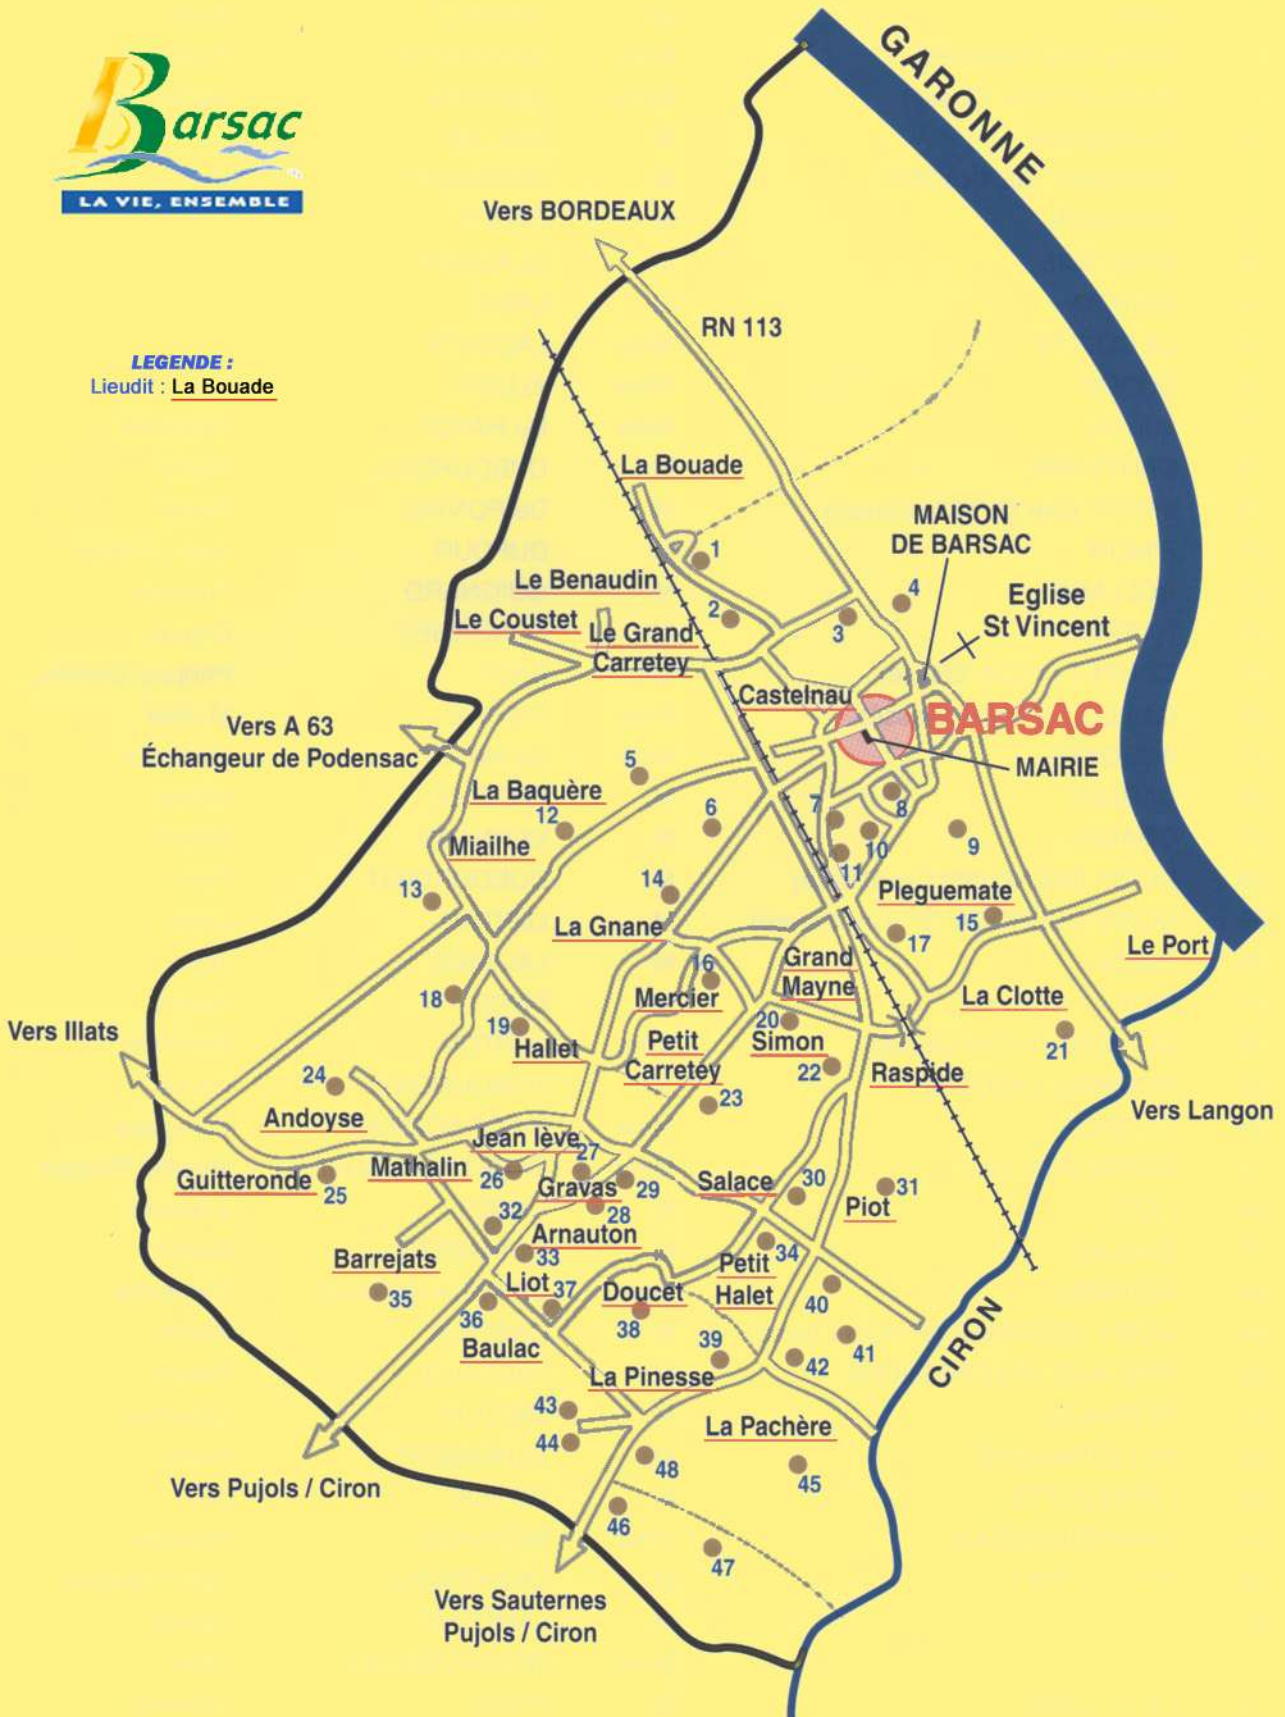 Barsac
LA VIE, ENSEMBLE
GARONNE
Vers BORDEAUX
RN 113
LEGENDE :
Lieudit : La Bouade
La Bouade
MAISON
DE BARSAC
1
Le Benaudin
4
Eglise
St Vincent
2
3
Le Coustet
Le Grand
Carretey
Castelnau
BARSAC
MAIRIE
Vers A 63
Échangeur de Podensac
5
La Baquère
12
6
7
8
Miailhe
10
9
11
13
14
Pleguemate
15
La Gnane
17
Le Port
16
Grand
Mayne
18
Mercier
La Clotte
19
20
Vers Illats
Hallet
Petit
Carretey
Simon
21
22
Raspide
24
23
Vers Langon
Andoyse
Jean lève
27
Mathalin
26
Guitteronde
25
Gravas
29
Salace
30
31
28
Piot
32
Arnauton
33
34
Barrejats
Petit
Halet
Liot
37
Doucet
35
36
38
40
CIRON
Baulac
39
41
42
La Pinesse
43
44
La Pachère
48
45
Vers Pujols / Ciron
46
47
Vers Sauternes
Pujols / Ciron